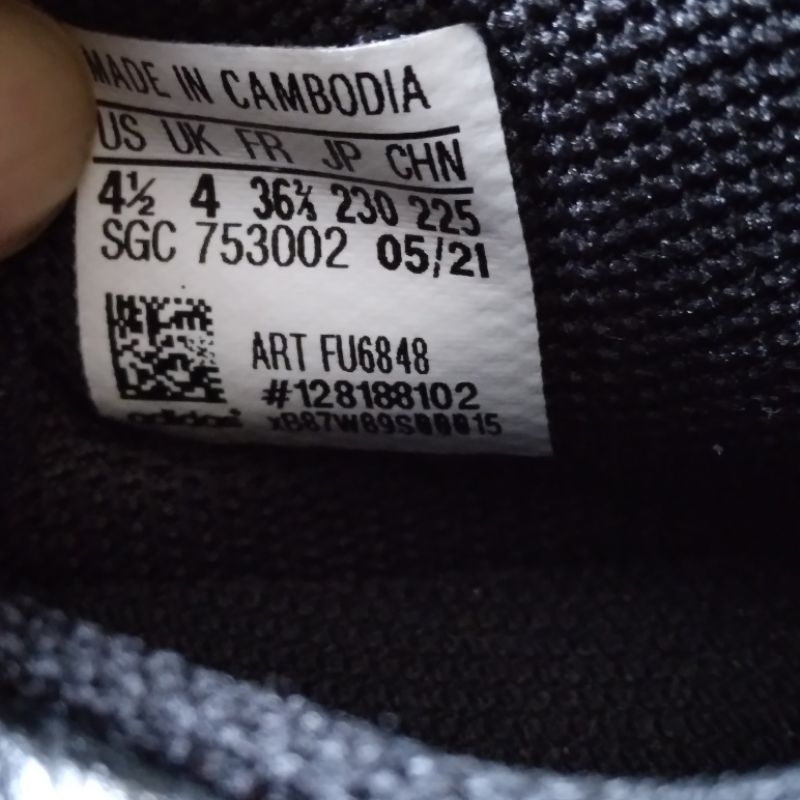 MADE IN CAMBODIA
US UK FR JP CHN
4½ 4 36⅔ 230 225
SGC 753002 05/21
ART FU6848
#128188102
adidas